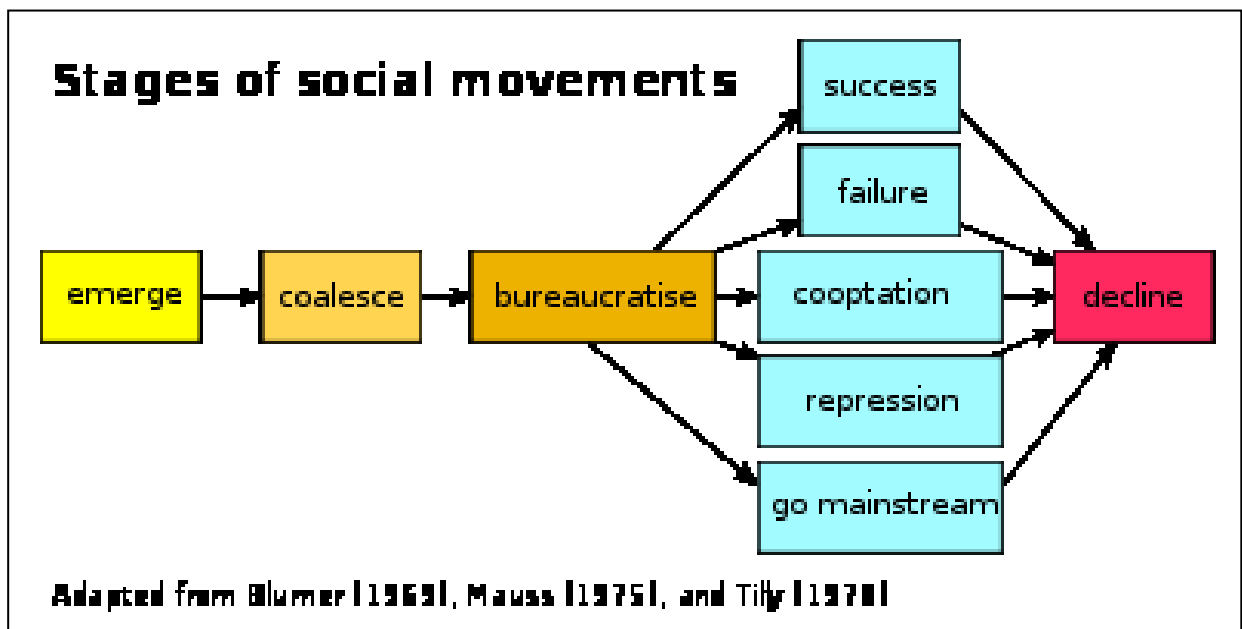 Stages of social movements
success
failure
emerge
coalesce
bureaucratise
cooptation
decline
repression
go mainstream
Adapted from Blumer (1969), Mauss (1975), and Tilly (1978)